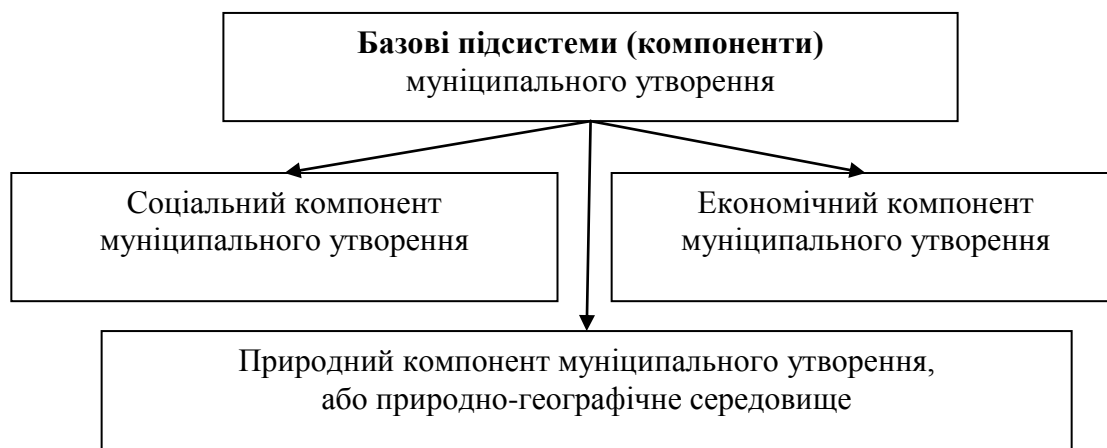 Базові підсистеми (компоненти)
муніципального утворення
Соціальний компонент
муніципального утворення
Економічний компонент
муніципального утворення
Природний компонент муніципального утворення,
або природно-географічне середовище